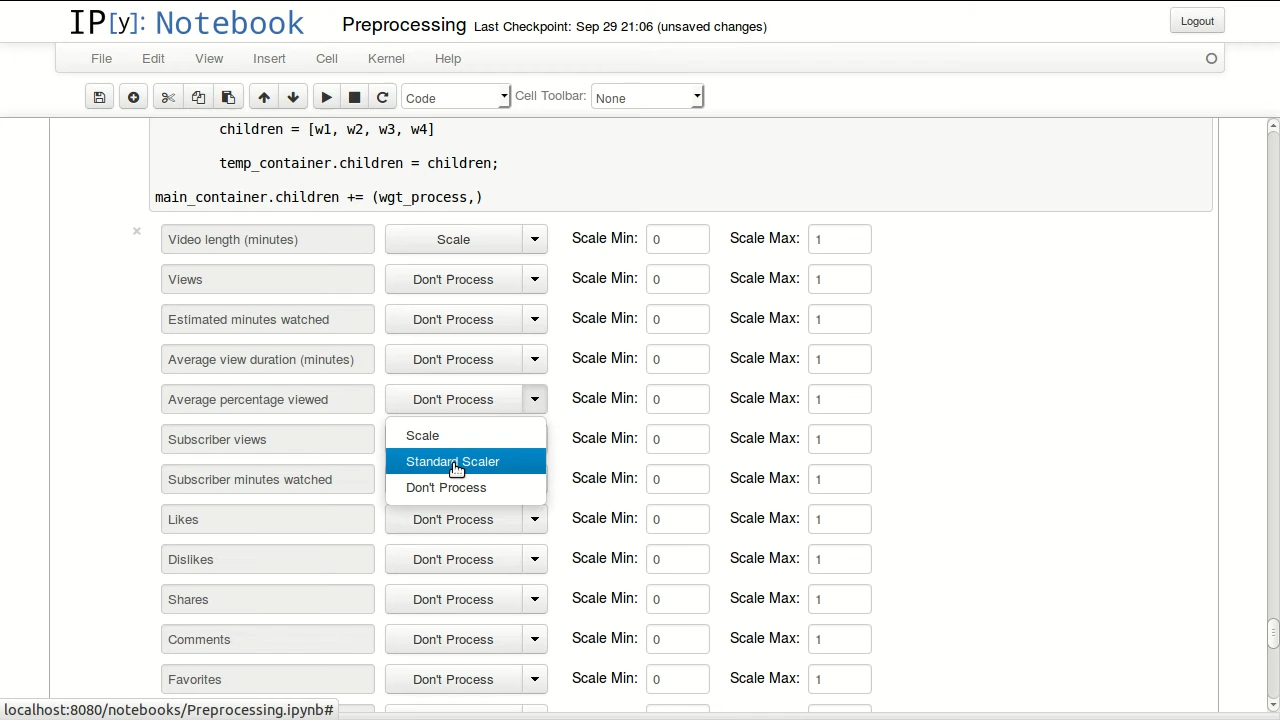 IP[y]: Notebook Preprocessing Last Checkpoint: Sep 29 21:06 (unsaved changes) Logout
File Edit View Insert Cell Kernel Help
Code Cell Toolbar: None
children = [w1, w2, w3, w4]
temp_container.children = children;
main_container.children += (wgt_process,)
× Video length (minutes) Scale Scale Min: 0 Scale Max: 1
Views Don't Process Scale Min: 0 Scale Max: 1
Estimated minutes watched Don't Process Scale Min: 0 Scale Max: 1
Average view duration (minutes) Don't Process Scale Min: 0 Scale Max: 1
Average percentage viewed Don't Process Scale Min: 0 Scale Max: 1
Scale
Subscriber views Scale Min: 0 Scale Max: 1
Standard Scaler
Subscriber minutes watched Scale Min: 0 Scale Max: 1
Don't Process
Likes Don't Process Scale Min: 0 Scale Max: 1
Dislikes Don't Process Scale Min: 0 Scale Max: 1
Shares Don't Process Scale Min: 0 Scale Max: 1
Comments Don't Process Scale Min: 0 Scale Max: 1
Favorites Don't Process Scale Min: 0 Scale Max: 1
localhost:8080/notebooks/Preprocessing.ipynb#